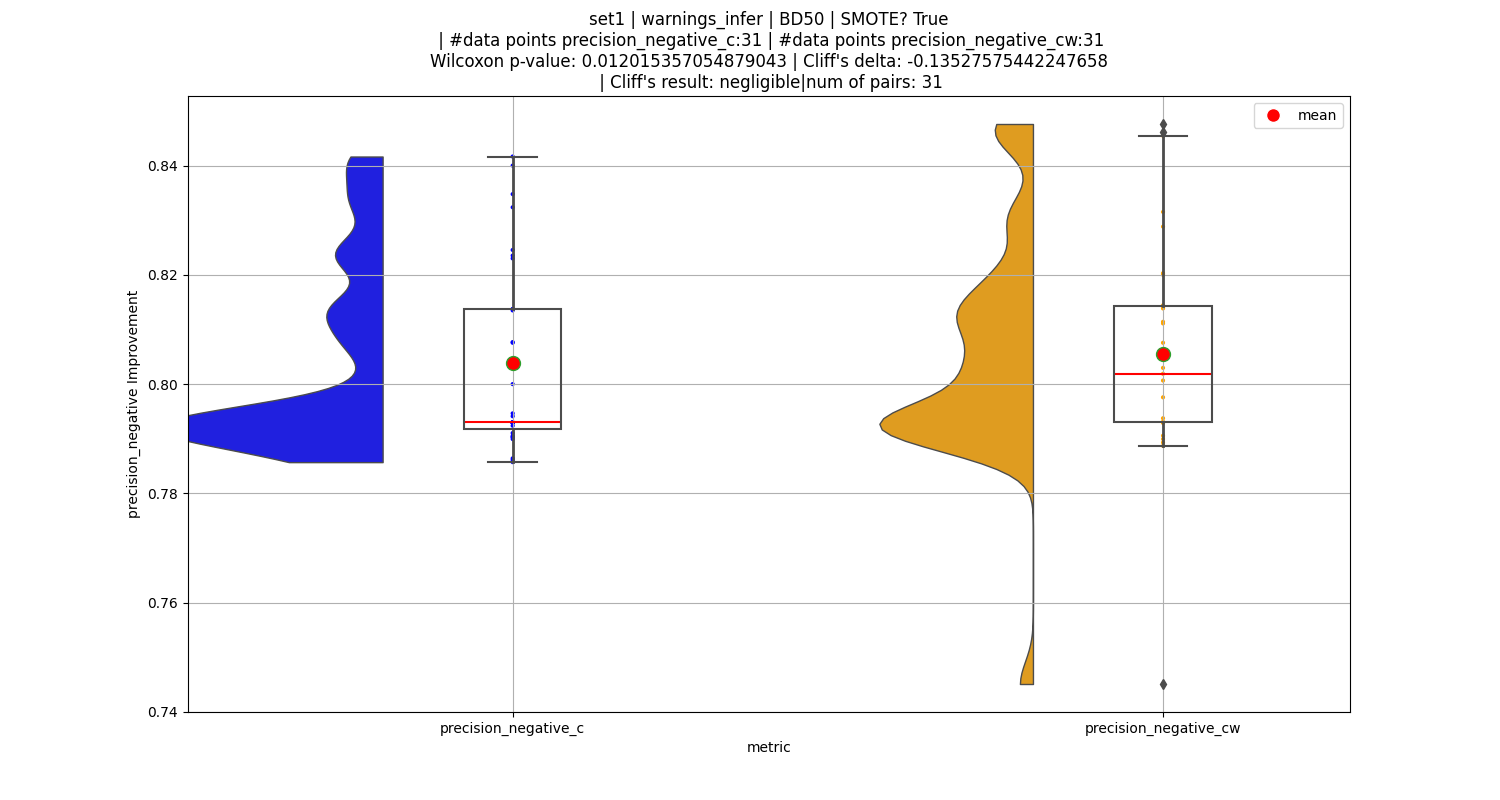 set1 | warnings_infer | BD50 | SMOTE? True
| #data points precision_negative_c:31 | #data points precision_negative_cw:31
Wilcoxon p-value: 0.012015357054879043 | Cliff's delta: -0.13527575442247658
| Cliff's result: negligible|num of pairs: 31
mean
0.84
0.82
0.80
0.78
0.76
0.74
precision_negative Improvement
precision_negative_c
precision_negative_cw
metric